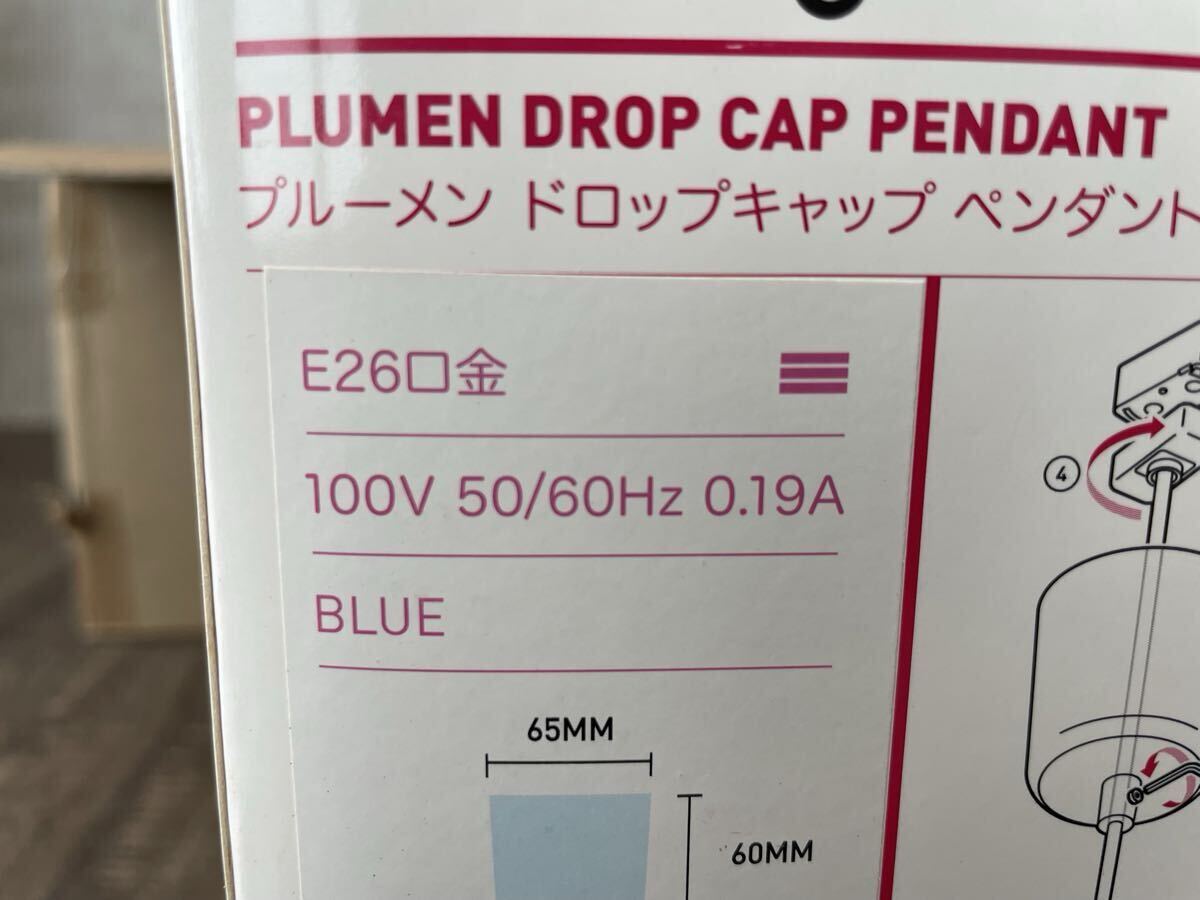 PLUMEN DROP CAP PENDANT
プルーメン ドロップキャップ ペンダント
E26口金
100V 50/60Hz 0.19A
BLUE
65MM
60MM
4